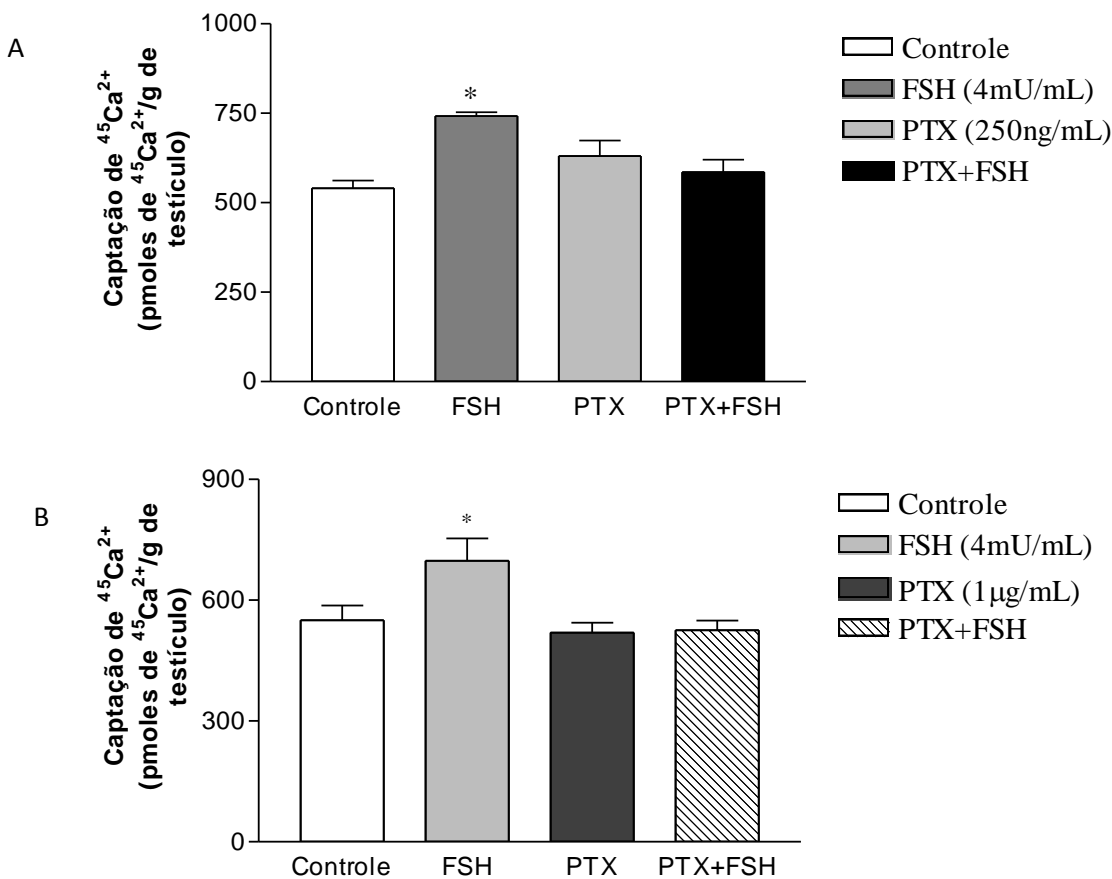 A
Captação de ⁴⁵Ca²⁺
(pmoles de ⁴⁵Ca²⁺/g de
testículo)
1000
750
500
250
0
Controle FSH PTX PTX+FSH
*
Controle
FSH (4mU/mL)
PTX (250ng/mL)
PTX+FSH
B
Captação de ⁴⁵Ca²⁺
(pmoles de ⁴⁵Ca²⁺/g de
testículo)
900
600
300
0
Controle FSH PTX PTX+FSH
*
Controle
FSH (4mU/mL)
PTX (1µg/mL)
PTX+FSH